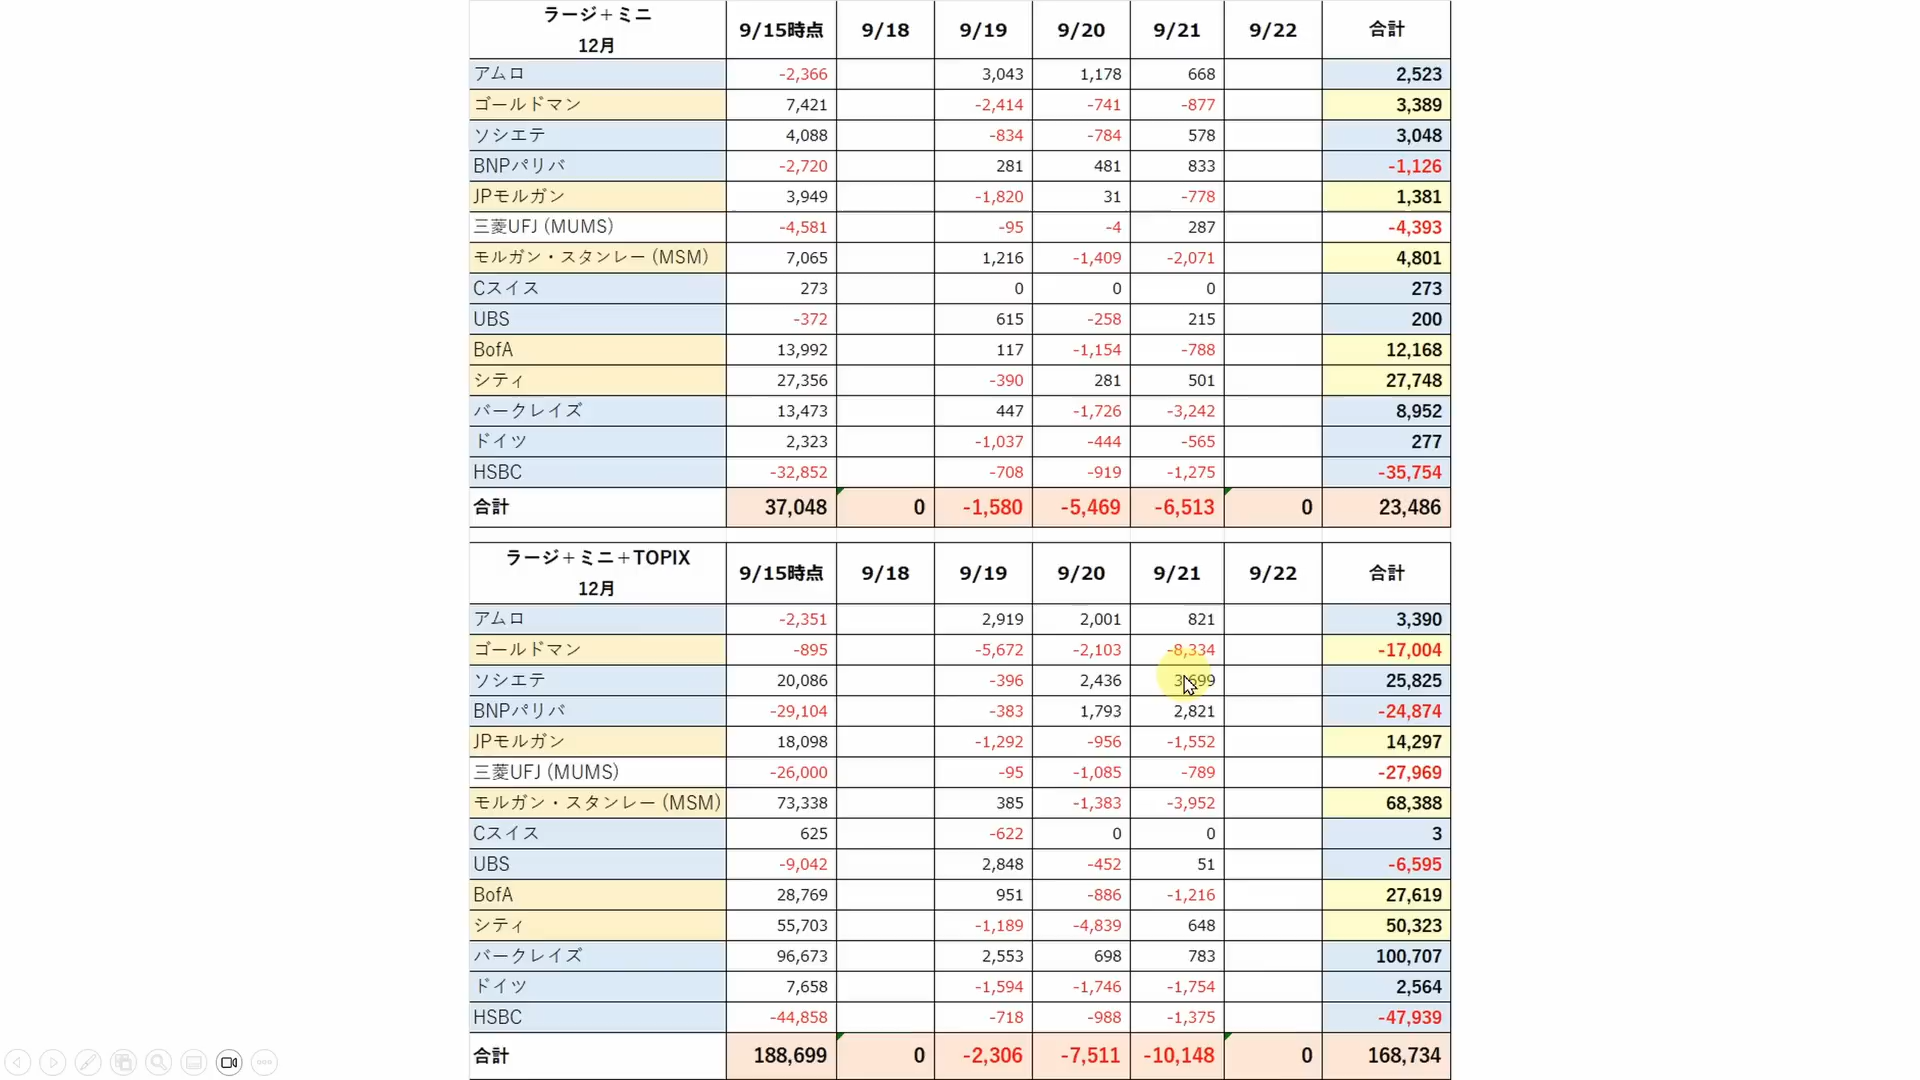 ラージ＋ミニ
12月
9/15時点 9/18 9/19 9/20 9/21 9/22 合計
アムロ -2,366 3,043 1,178 668 2,523
ゴールドマン 7,421 -2,414 -741 -877 3,389
ソシエテ 4,088 -834 -784 578 3,048
BNPパリバ -2,720 281 481 833 -1,126
JPモルガン 3,949 -1,820 31 -778 1,381
三菱UFJ (MUMS) -4,581 -95 -4 287 -4,393
モルガン・スタンレー (MSM) 7,065 1,216 -1,409 -2,071 4,801
Cスイス 273 0 0 0 273
UBS -372 615 -258 215 200
BofA 13,992 117 -1,154 -788 12,168
シティ 27,356 -390 281 501 27,748
バークレイズ 13,473 447 -1,726 -3,242 8,952
ドイツ 2,323 -1,037 -444 -565 277
HSBC -32,852 -708 -919 -1,275 -35,754
合計 37,048 0 -1,580 -5,469 -6,513 0 23,486
ラージ＋ミニ＋TOPIX
12月
9/15時点 9/18 9/19 9/20 9/21 9/22 合計
アムロ -2,351 2,919 2,001 821 3,390
ゴールドマン -895 -5,672 -2,103 -8,334 -17,004
ソシエテ 20,086 -396 2,436 3,699 25,825
BNPパリバ -29,104 -383 1,793 2,821 -24,874
JPモルガン 18,098 -1,292 -956 -1,552 14,297
三菱UFJ (MUMS) -26,000 -95 -1,085 -789 -27,969
モルガン・スタンレー (MSM) 73,338 385 -1,383 -3,952 68,388
Cスイス 625 -622 0 0 3
UBS -9,042 2,848 -452 51 -6,595
BofA 28,769 951 -886 -1,216 27,619
シティ 55,703 -1,189 -4,839 648 50,323
バークレイズ 96,673 2,553 698 783 100,707
ドイツ 7,658 -1,594 -1,746 -1,754 2,564
HSBC -44,858 -718 -988 -1,375 -47,939
合計 188,699 0 -2,306 -7,511 -10,148 0 168,734